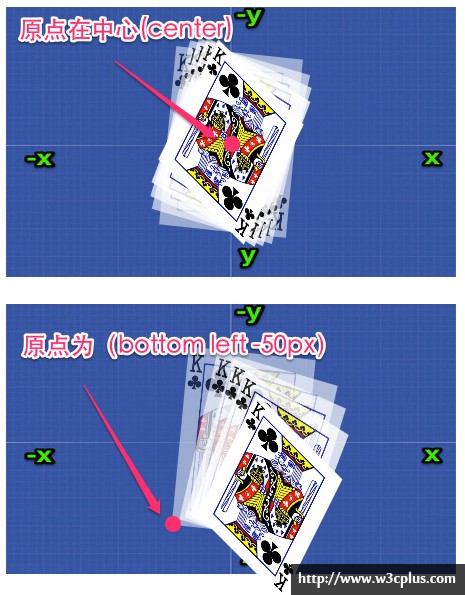 -y
原点在中心(center)
K K K K K
-x
x
K K K K K
y
-y
原点为（bottom left -50px)
K K K K K
-x
x
K
http://www.w3cplus.com